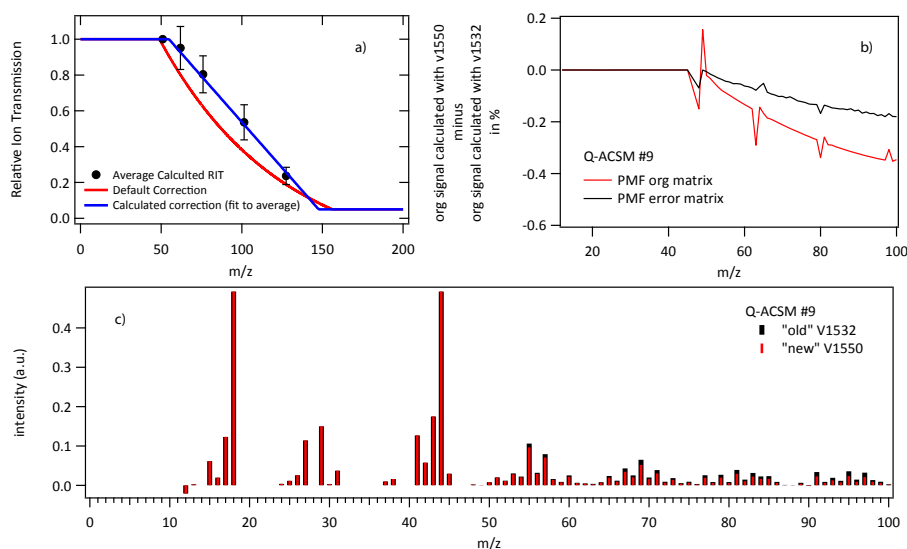 a)
Relative Ion Transmission
1.0
0.8
0.6
0.4
0.2
0.0
Average Calculted RIT
Default Correction
Calculated correction (fit to average)
0
50
100
150
200
m/z
b)
org signal calculated with v1550
minus
org signal calculated with v1532
in %
0.2
0.0
-0.2
-0.4
-0.6
Q-ACSM #9
PMF org matrix
PMF error matrix
20
40
60
80
100
m/z
c)
intensity (a.u.)
0.4
0.3
0.2
0.1
0.0
Q-ACSM #9
"old" V1532
"new" V1550
0
10
20
30
40
50
60
70
80
90
100
m/z